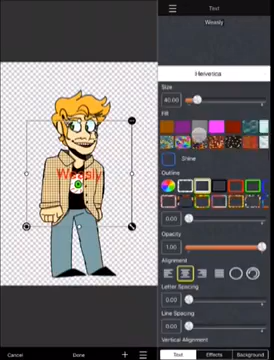 Text
Weasly
Helvetica
Size
40.00
Fill
Shine
Outline
0.00
Opacity
1.00
Alignment
Letter Spacing
0.00
Line Spacing
0.00
Vertical Alignment
Weasly
Cancel
Done
Text
Effects
Background